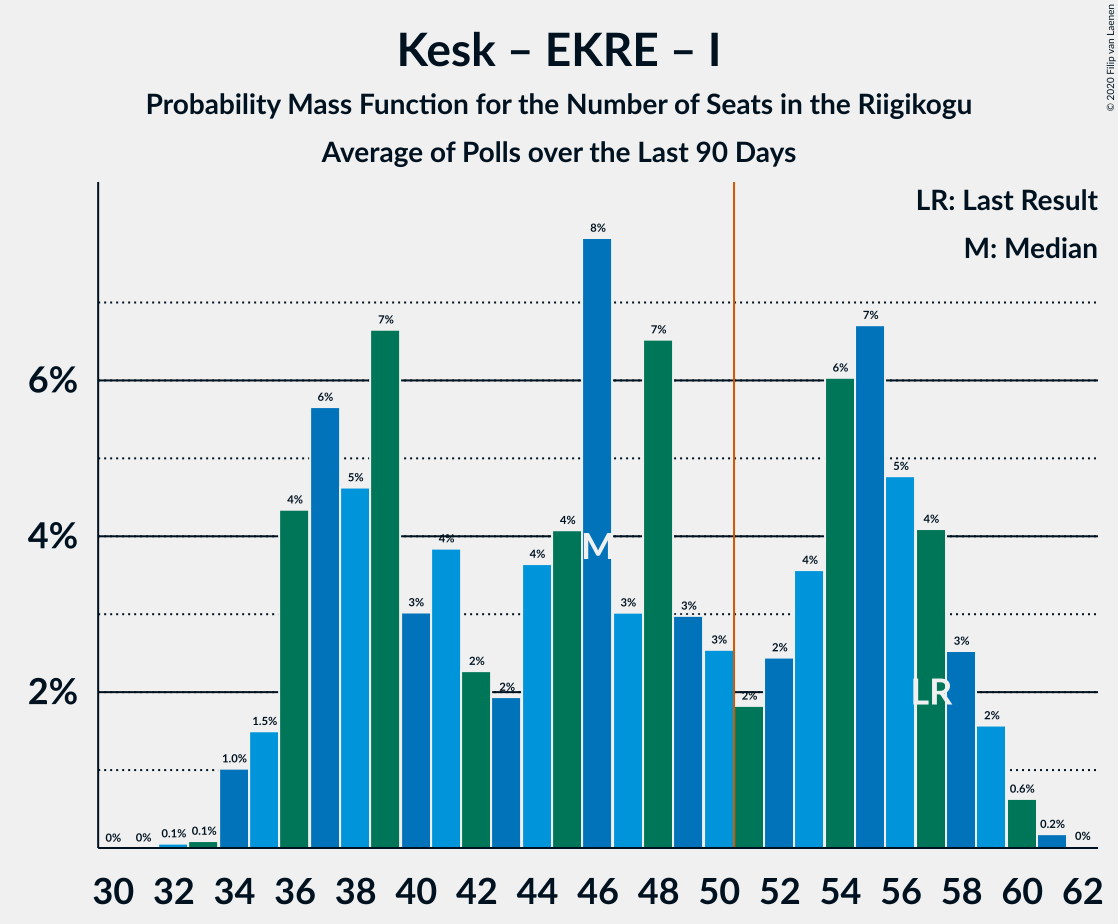 Kesk – EKRE – I
Probability Mass Function for the Number of Seats in the Riigikogu
Average of Polls over the Last 90 Days
© 2020 Filip van Laenen
LR: Last Result
M: Median
6%
4%
2%
0% 0% 0.1% 0.1% 1.0% 1.5% 4% 6% 5% 7% 3% 4% 2% 2% 4% 4% 8% 3% 7% 3% 3% 2% 2% 4% 6% 7% 5% 4% 3% 2% 0.6% 0.2% 0%
M
LR
30 32 34 36 38 40 42 44 46 48 50 52 54 56 58 60 62